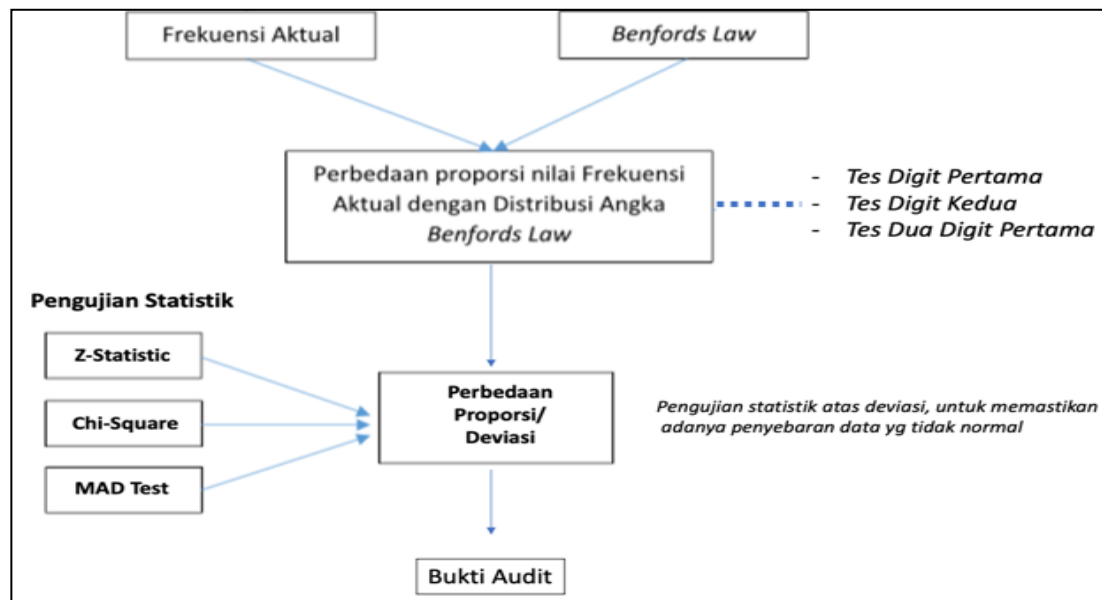 Frekuensi Aktual
Benfords Law
Perbedaan proporsi nilai Frekuensi
Aktual dengan Distribusi Angka
Benfords Law
- Tes Digit Pertama
- Tes Digit Kedua
- Tes Dua Digit Pertama
Pengujian Statistik
Z-Statistic
Chi-Square
MAD Test
Perbedaan
Proporsi/
Deviasi
Pengujian statistik atas deviasi, untuk memastikan
adanya penyebaran data yg tidak normal
Bukti Audit